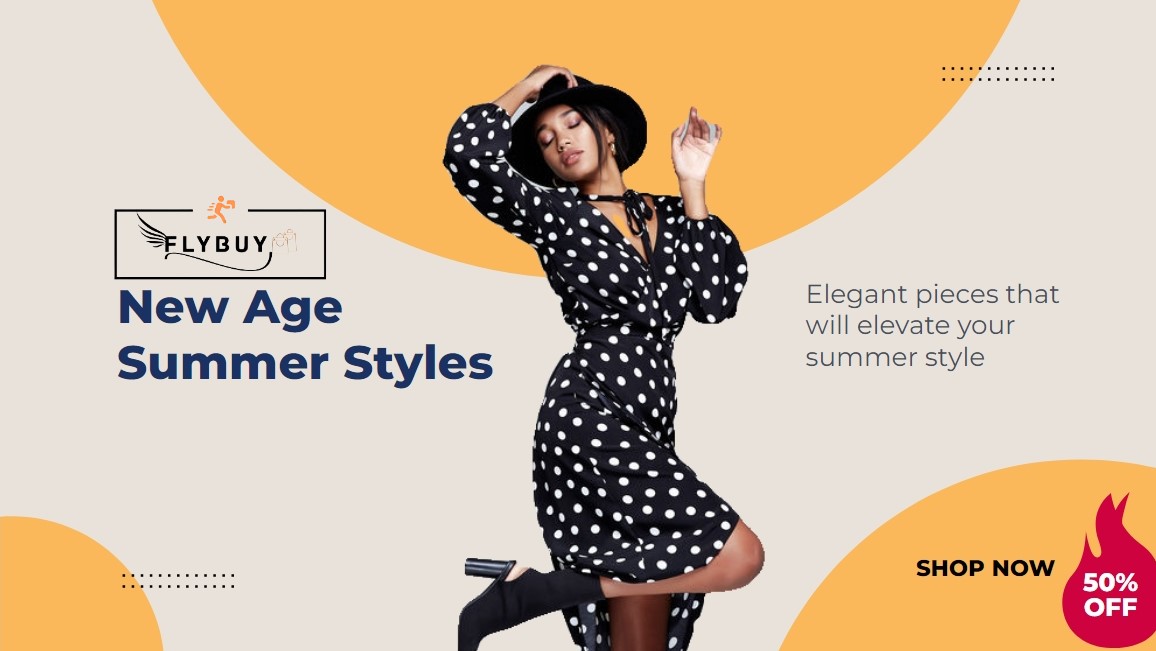 FLYBUY
New Age
Summer Styles
Elegant pieces that
will elevate your
summer style
SHOP NOW
50%
OFF